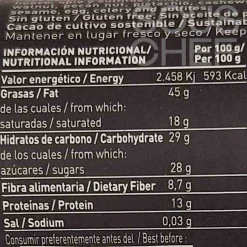 sesame, egg, celery and
Sin gluten / Gluten free. Sin aceite
Cacao de cultivo sostenible / Sustainab
Mantener en lugar fresco y seco / Keep
INFORMACIÓN NUTRICIONAL/ Por 100 g/
NUTRITIONAL INFORMATION Per 100 g:
Valor energético / Energy 2.458 Kj 593 Kcal
Grasas / Fat 45 g
de las cuales / from which:
saturadas / saturated 18 g
Hidratos de carbono / Carbohydrate 29 g
de los cuales / from which:
azúcares / sugars 28 g
Fibra alimentaria / Dietary Fiber 8,7 g
Proteínas / Protein 13 g
Sal / Sodium 0,03 g
Consumir preferentemente antes del / Best before: